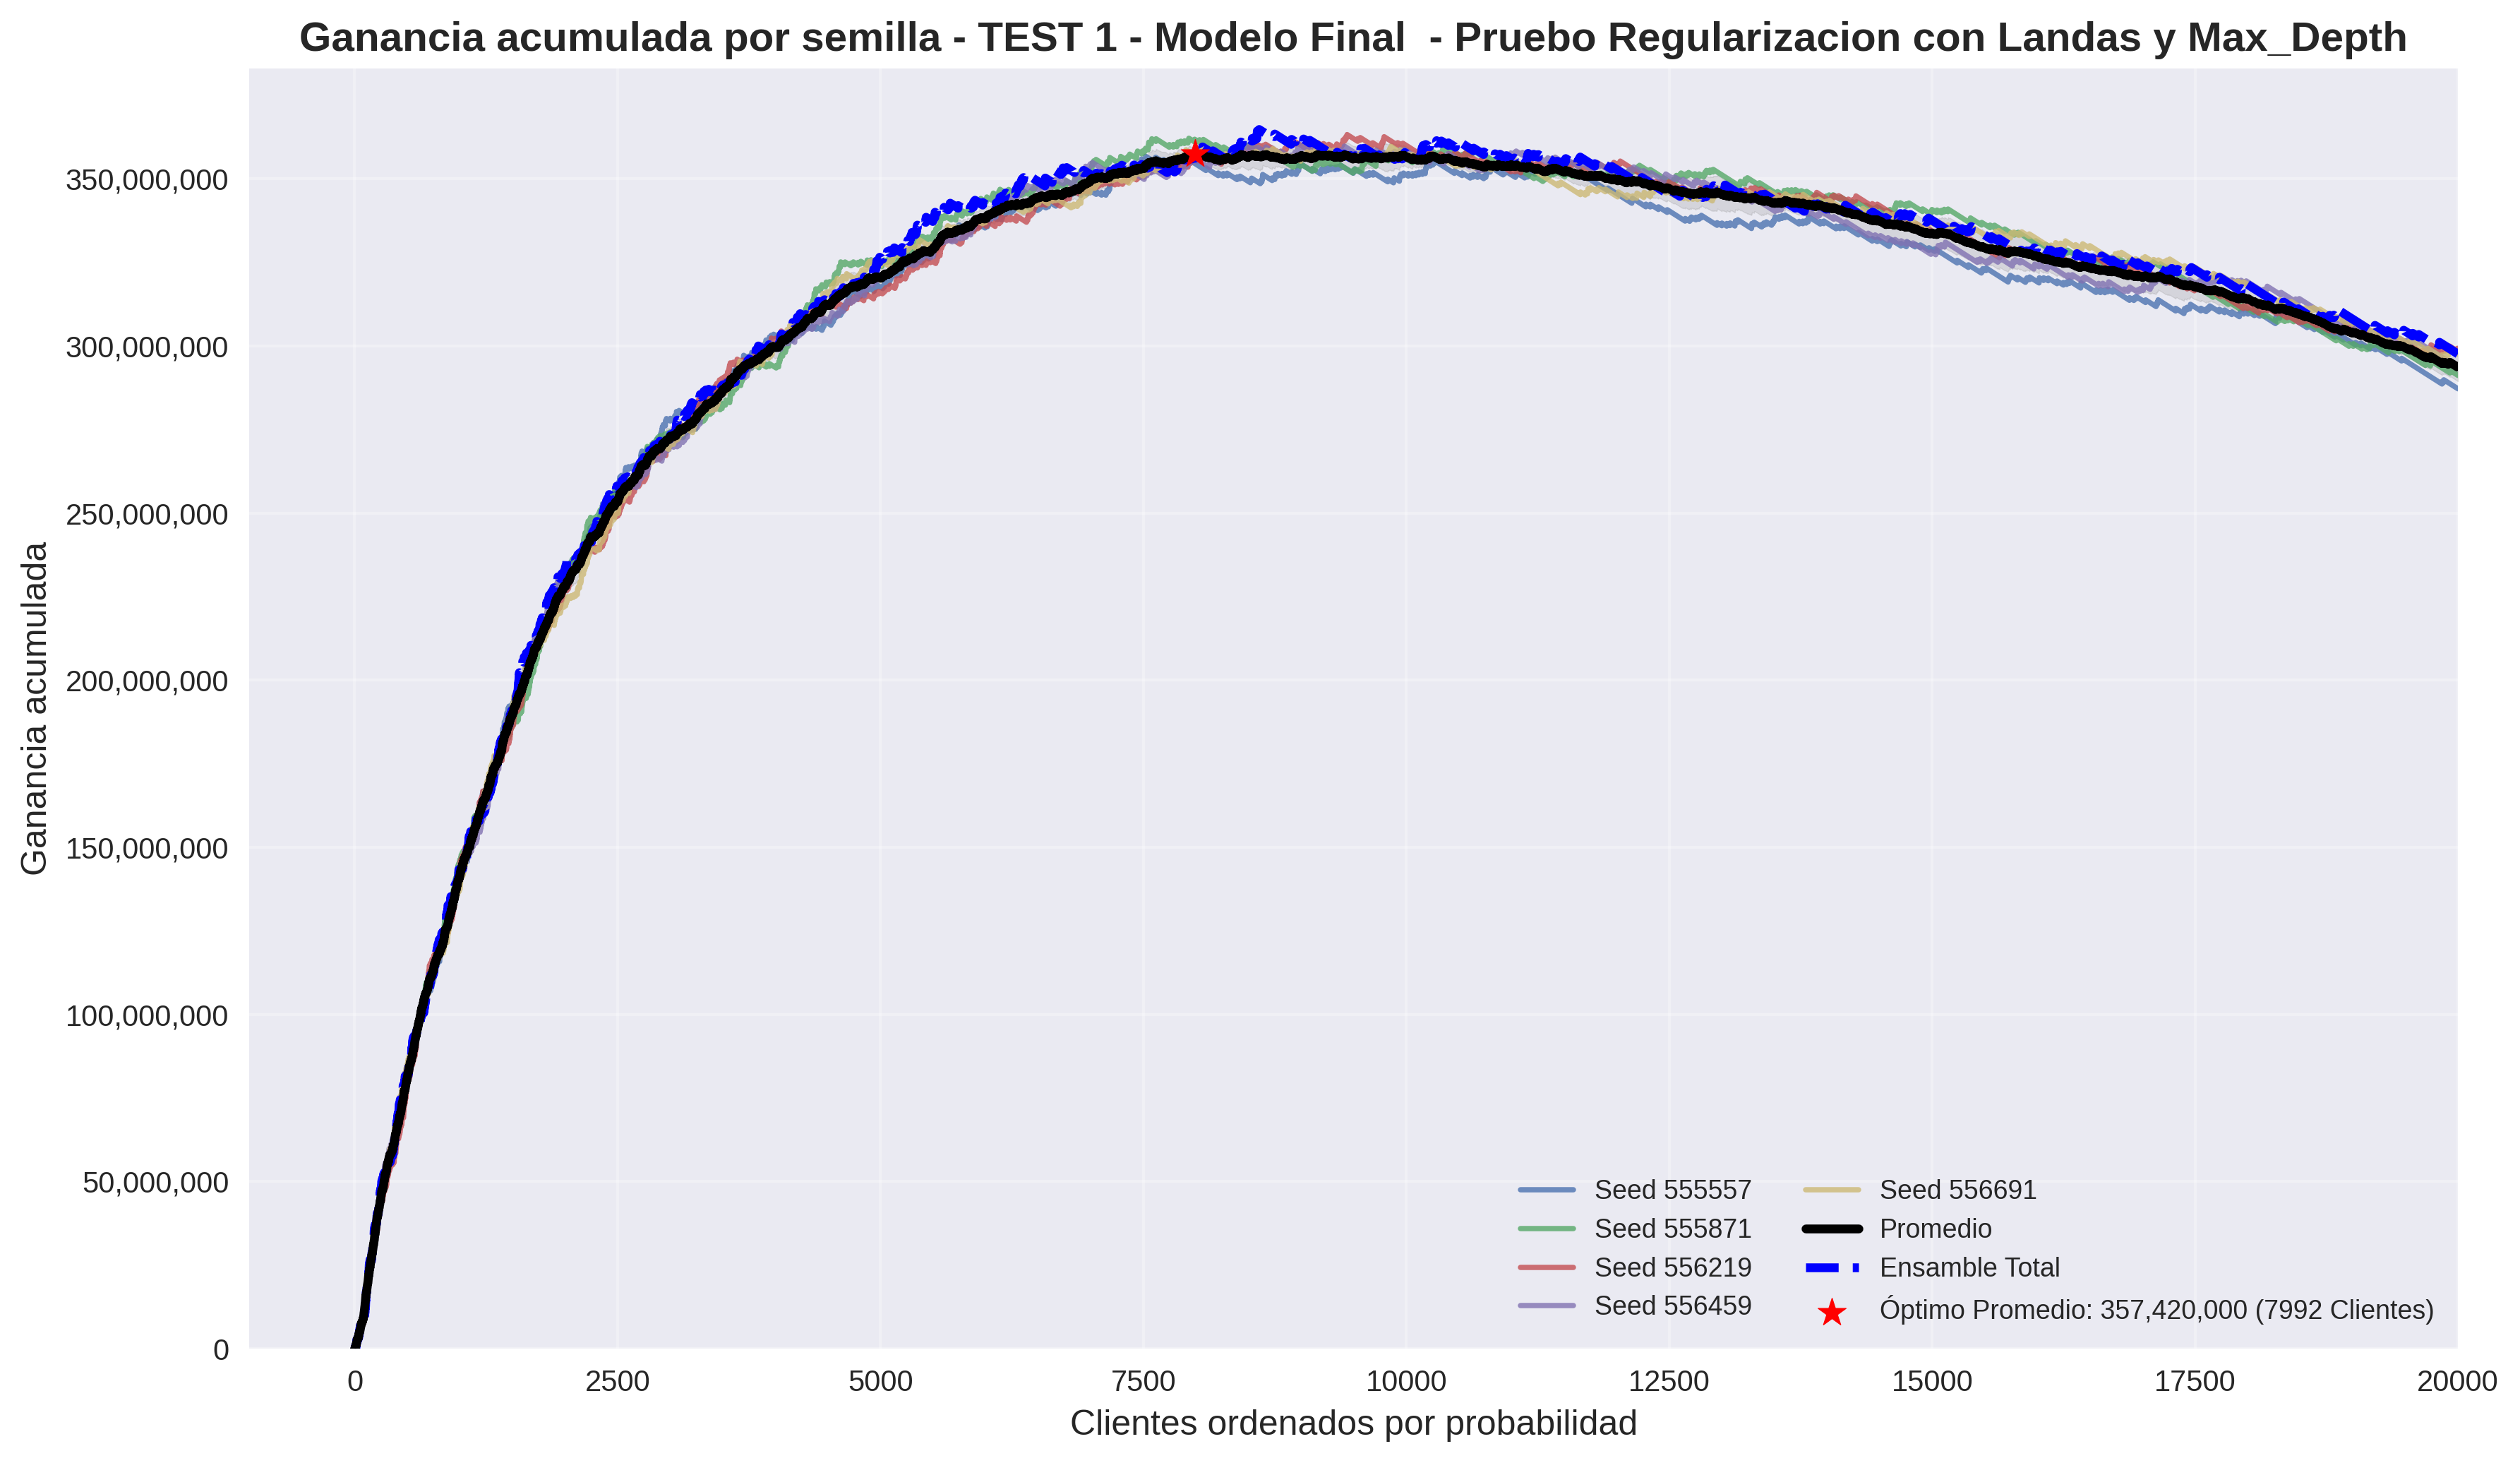 Ganancia acumulada por semilla - TEST 1 - Modelo Final  - Pruebo Regularizacion con Landas y Max_Depth
Ganancia acumulada
350,000,000
300,000,000
250,000,000
200,000,000
150,000,000
100,000,000
50,000,000
0
0 2500 5000 7500 10000 12500 15000 17500 20000
Clientes ordenados por probabilidad
Seed 555557
Seed 555871
Seed 556219
Seed 556459
Seed 556691
Promedio
Ensamble Total
Óptimo Promedio: 357,420,000 (7992 Clientes)